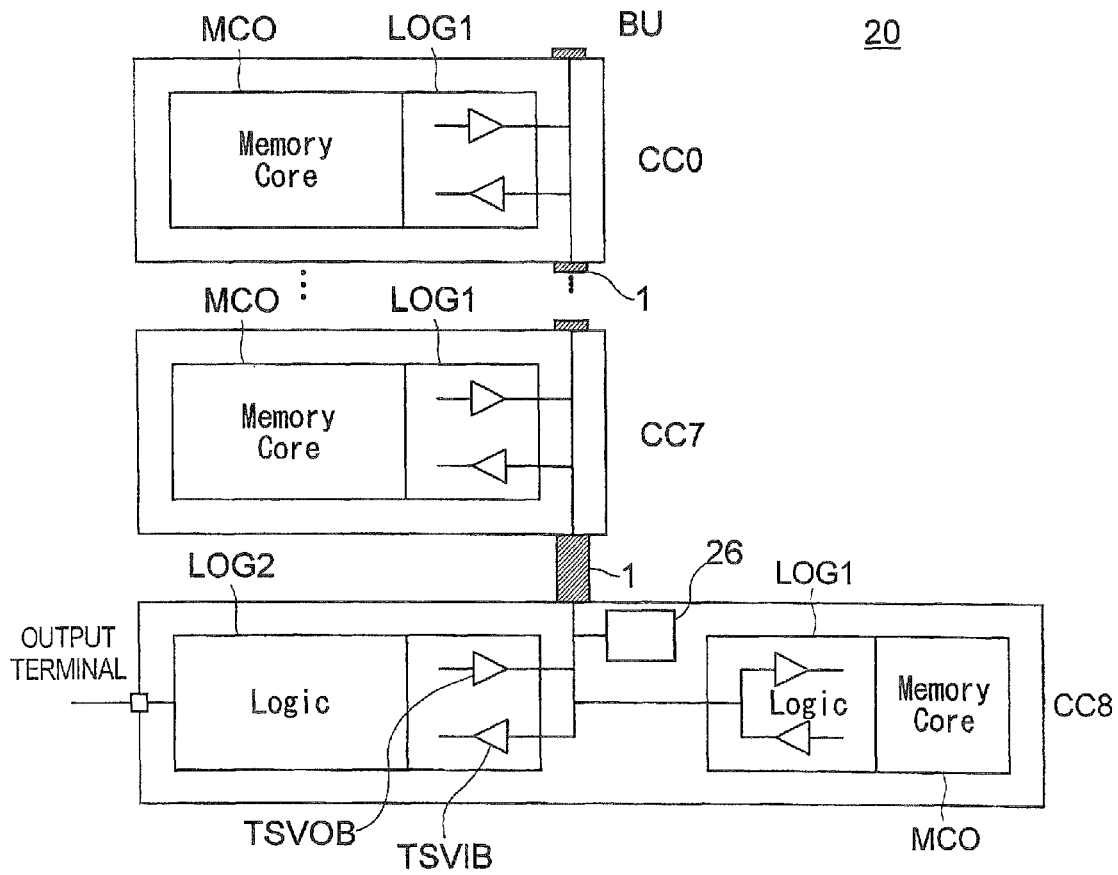 MCO LOG1 BU 20
Memory
Core
CC0
1
MCO LOG1
Memory
Core
CC7
LOG2 1 26 LOG1
OUTPUT
TERMINAL
Logic Logic Memory
Core
CC8
TSVOB TSVIB MCO